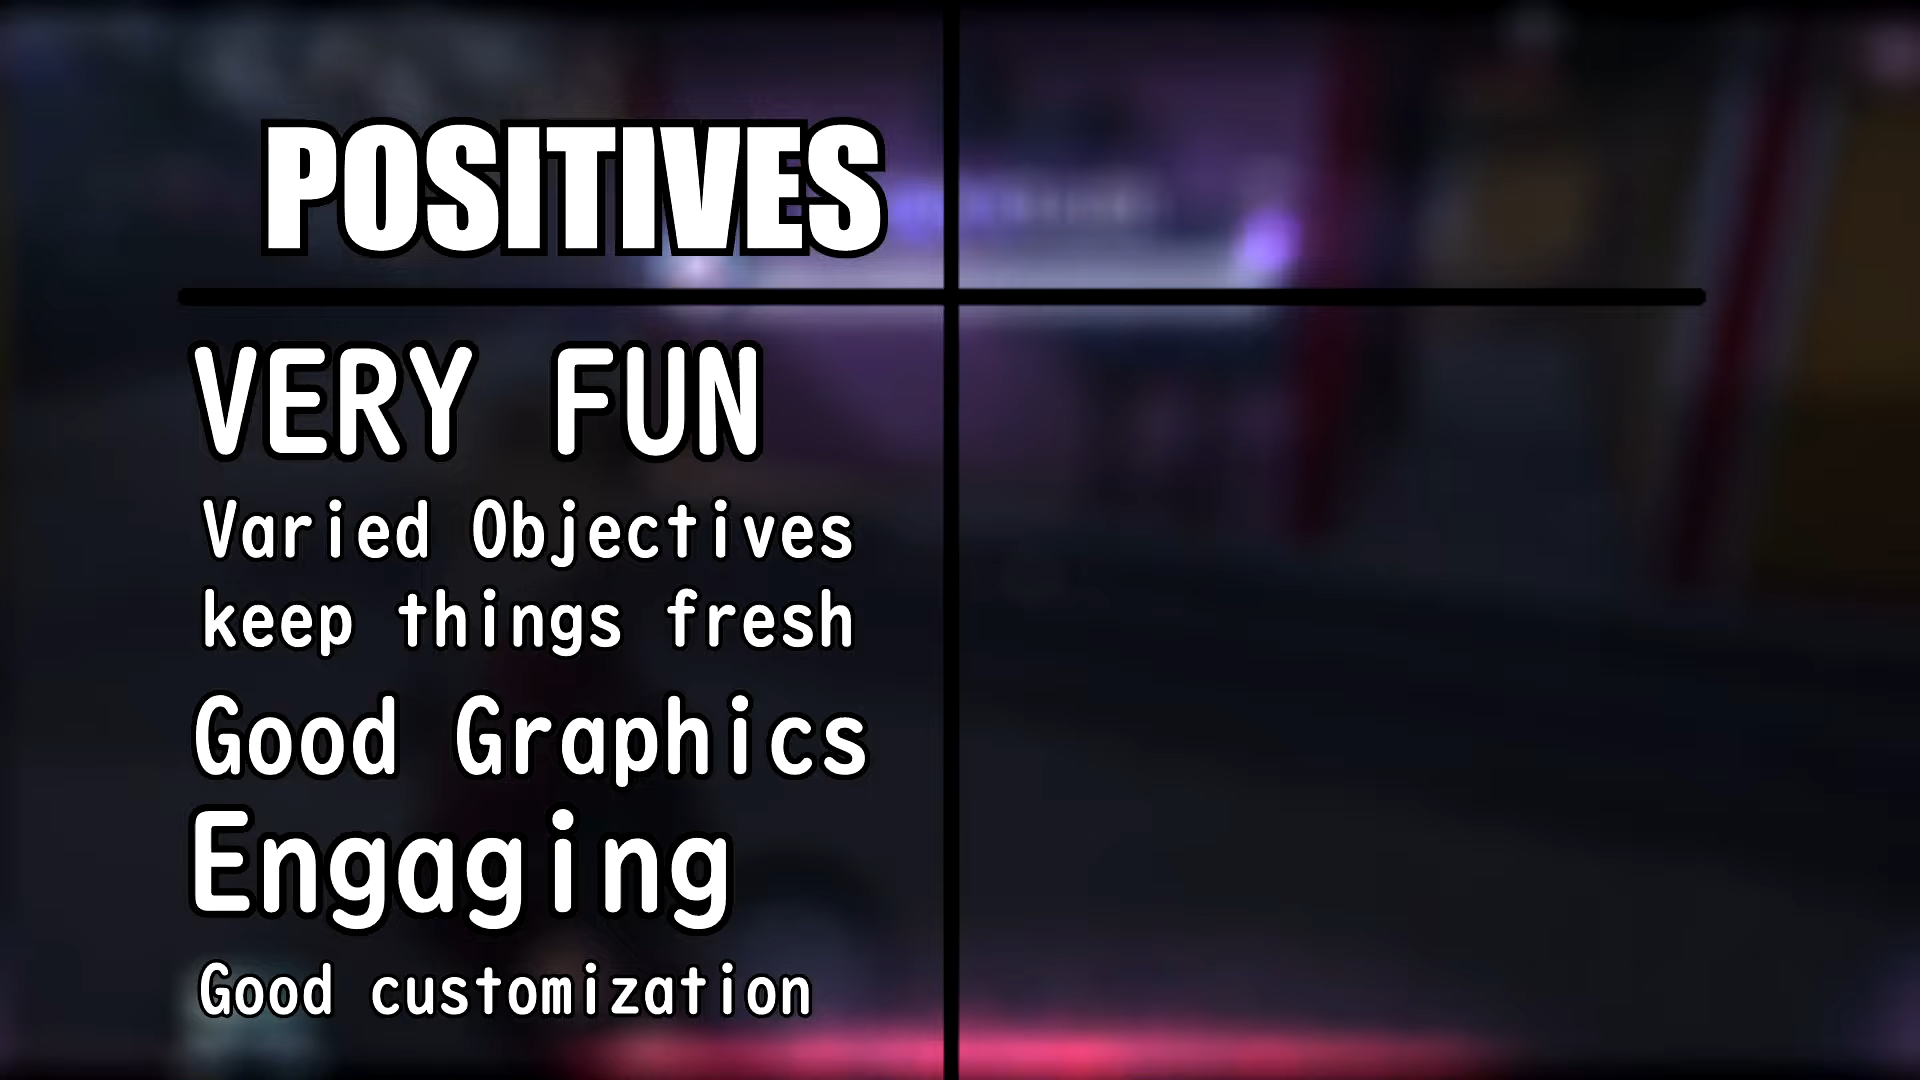 POSITIVES
VERY FUN
Varied Objectives
keep things fresh
Good Graphics
Engaging
Good customization